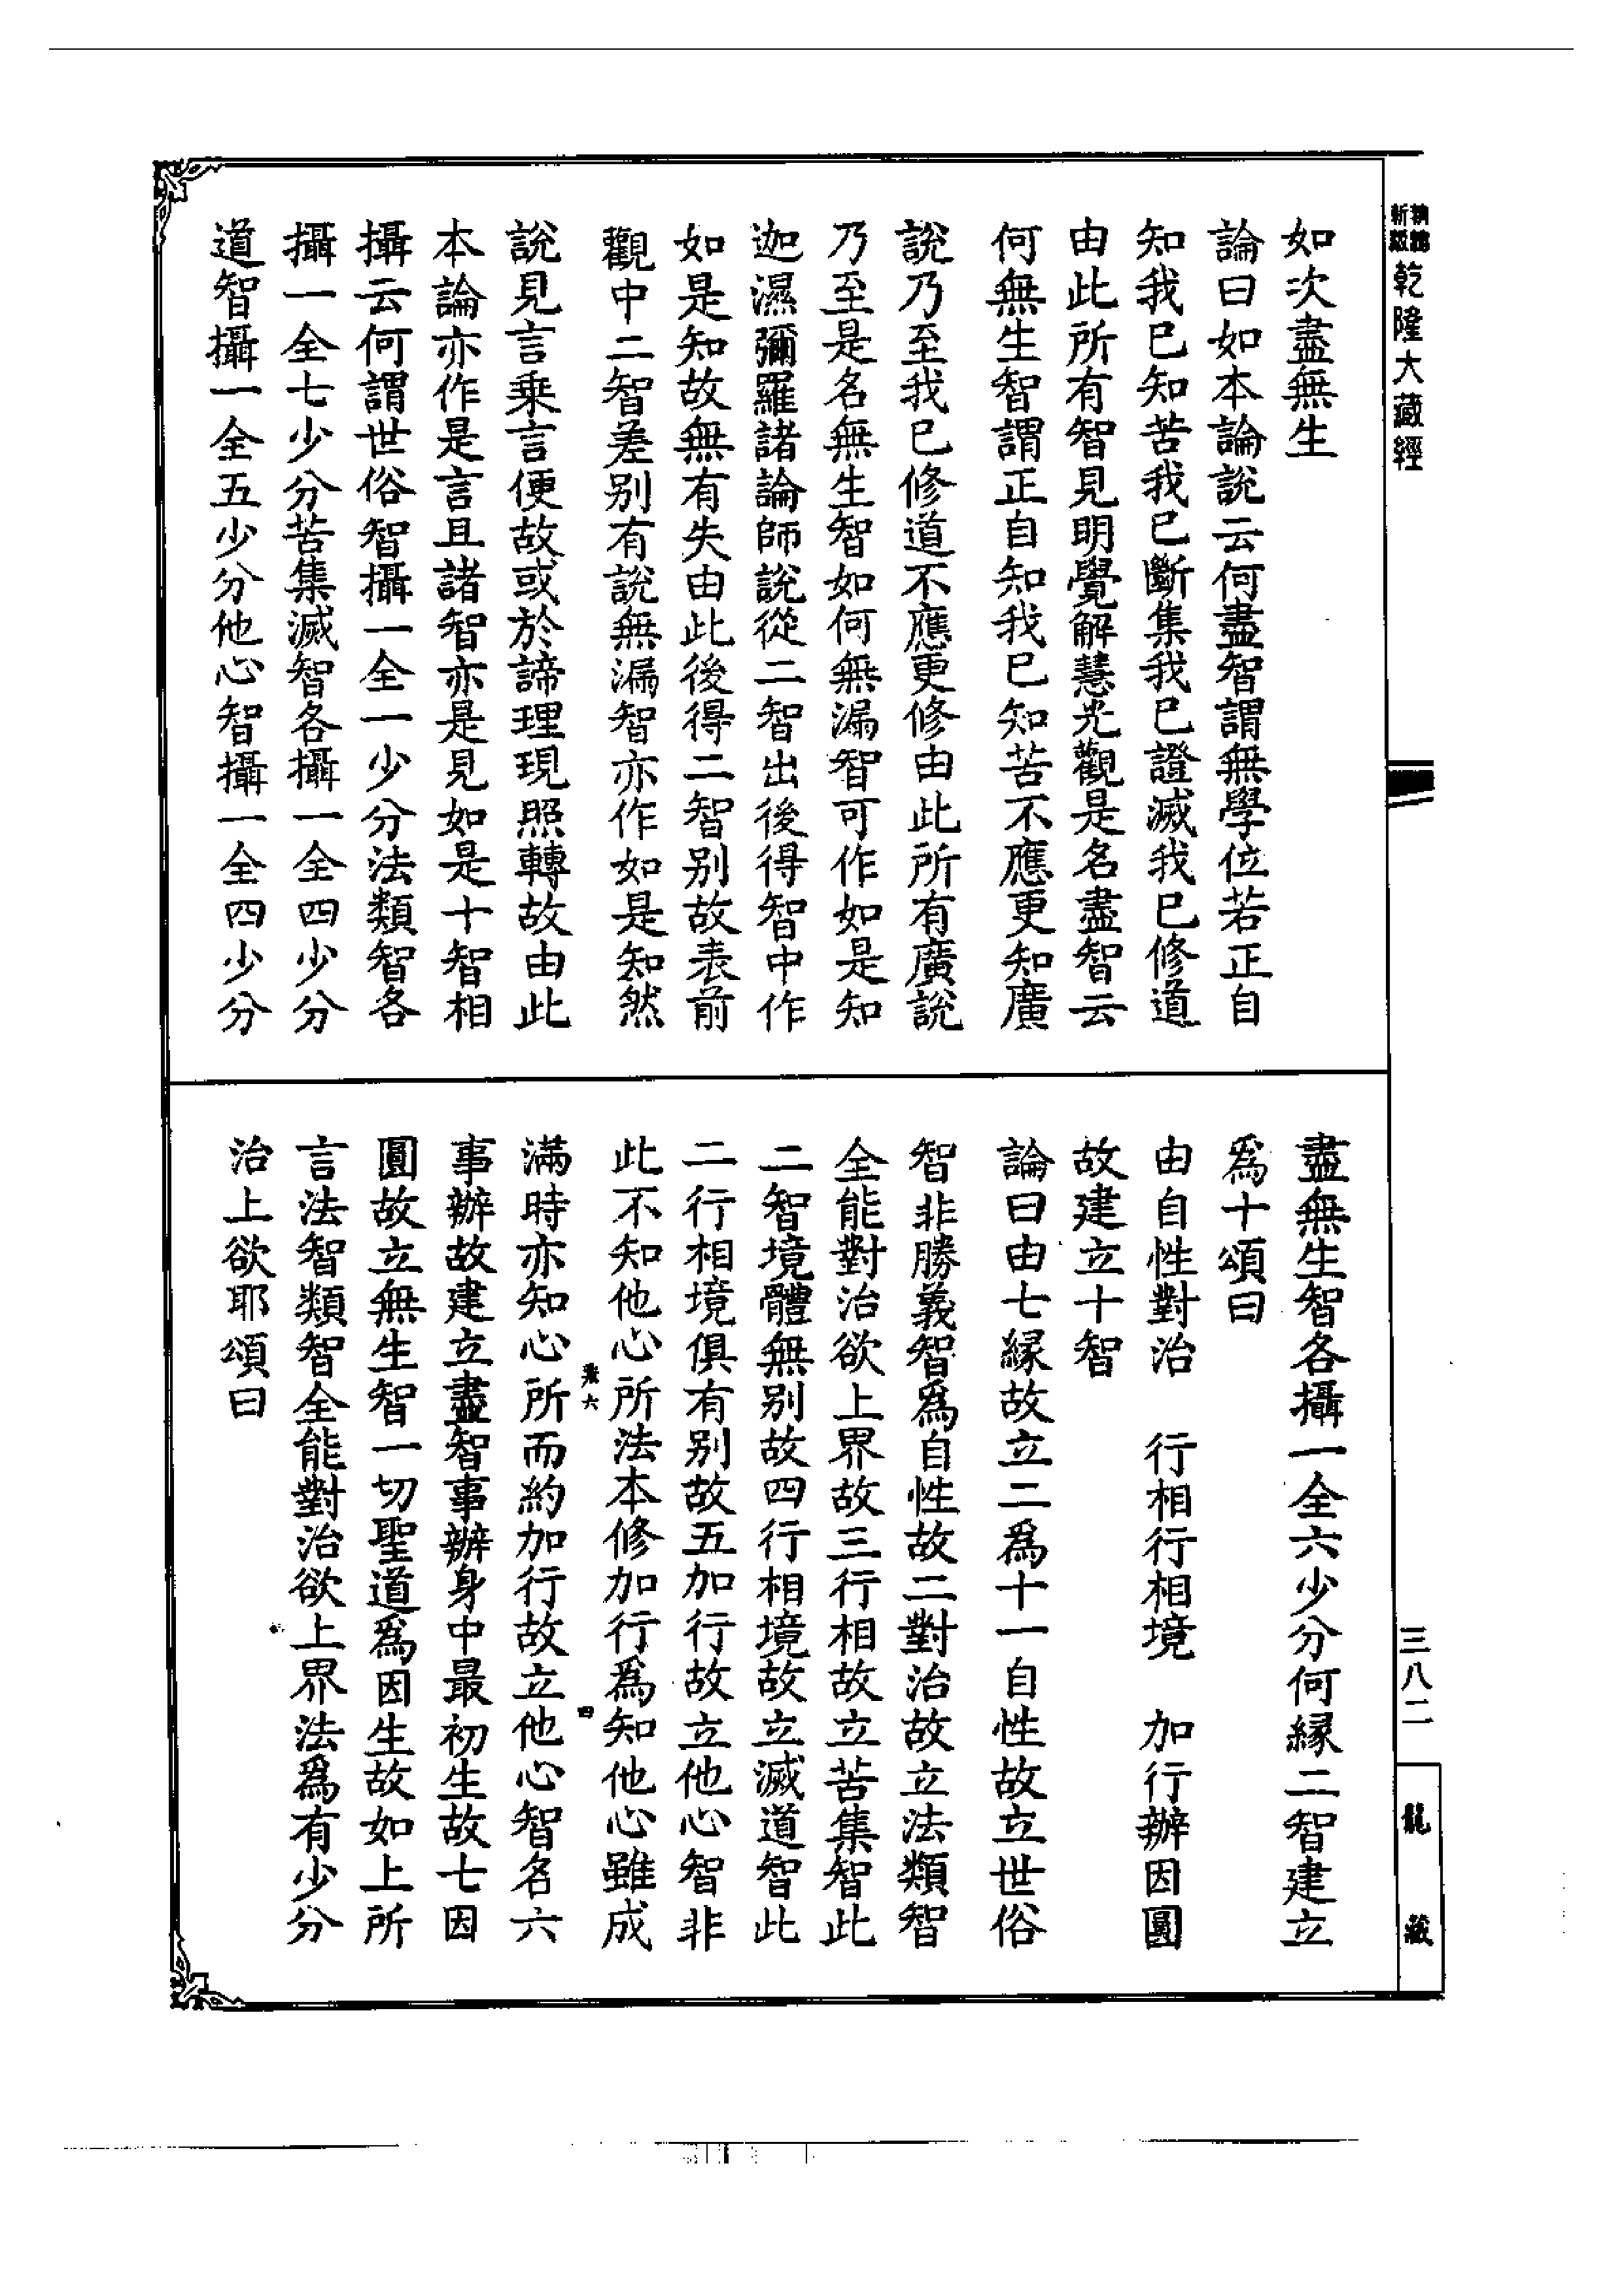 乾隆大藏經
如次盡無生
論曰如本論說云何盡智謂無學位若正自
知我已知苦我已斷集我已證滅我已修道
由此所有智見明覺解慧光觀是名盡智云
何無生智謂正自知我已知苦不應更知廣
說乃至我已修道不應更修由此所有廣說
乃至是名無生智如何無漏智可作如是知
迦濕彌羅諸論師說從二智出後得智中作
如是知故無有失由此後得二智别故表前
觀中二智差别有說無漏智亦作如是知然
說見言乗言便故或於諦理現照轉故由此
本論亦作是言且諸智亦是見如是十智相
攝云何謂世俗智攝一全一少分法類智各
攝一全七少分苦集滅智各攝一全四少分
道智攝一全五少分他心智攝一全四少分
盡無生智各攝一全六少分何縁二智建立
爲十頌曰
由自性對治　行相行相境　加行辦因圓
故建立十智
論曰由七縁故立二爲十一自性故立世俗
智非勝義智爲自性故二對治故立法類智
全能對治欲上界故三行相故立苦集智此
二智境體無别故四行相境故立滅道智此
二行相境俱有别故五加行故立他心智非
此不知他心所法本修加行爲知他心雖成
滿時亦知心所而約加行故立他心智名六
事辦故建立盡智事辦身中最初生故七因
圓故立無生智一切聖道爲因生故如上所
言法智類智全能對治欲上界法爲有少分
治上欲耶頌曰
三八二
龍藏